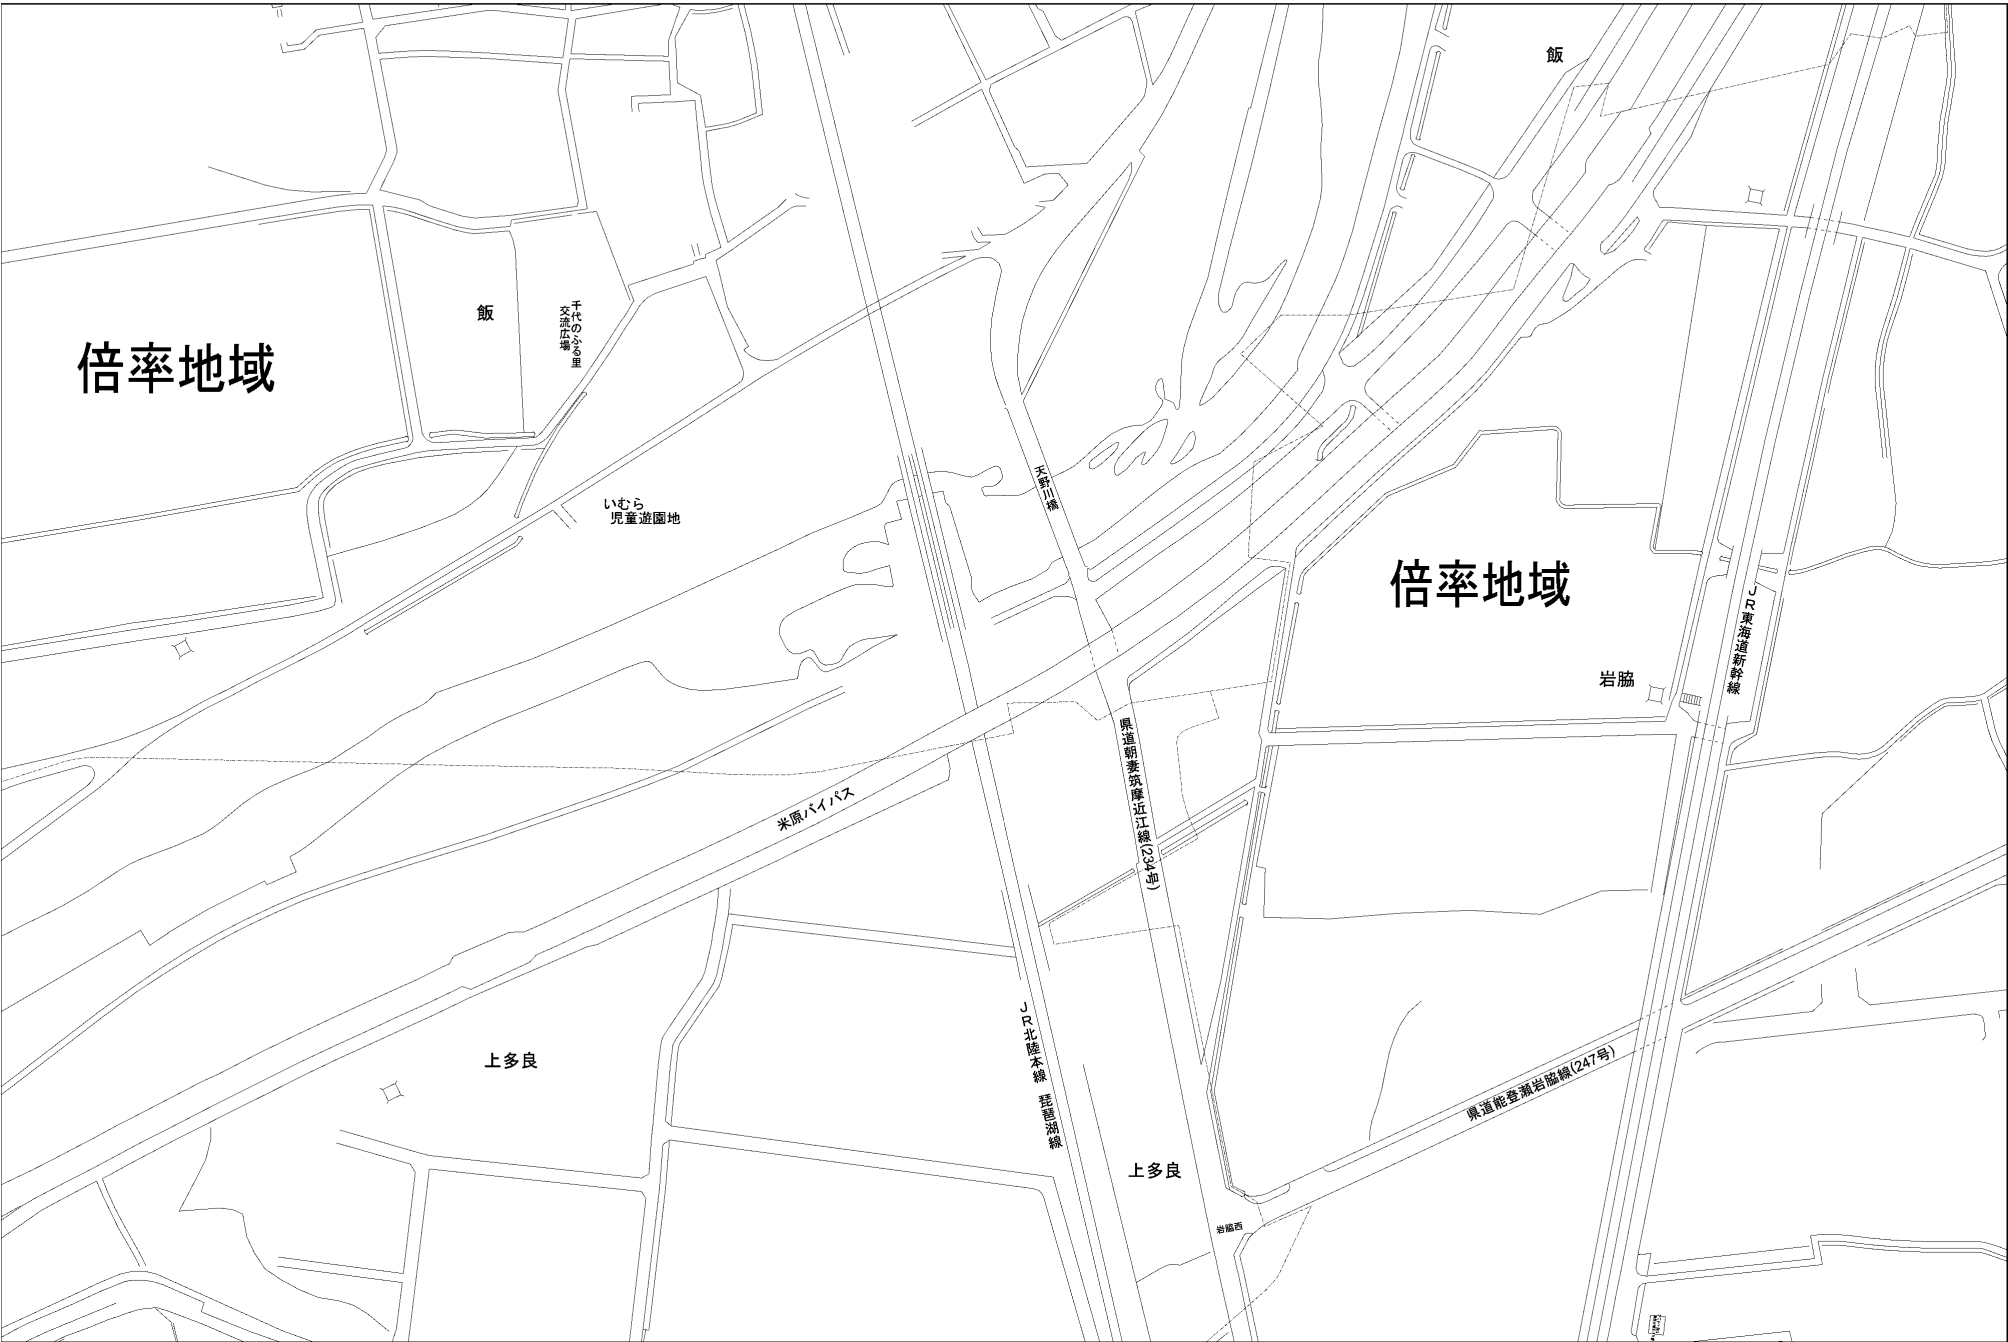 飯
飯
千代のふる里
交流広場
倍率地域
天野川橋
いむら
児童遊園地
倍率地域
JR東海道新幹線
岩脇
県道朝妻筑摩近江線(234号)
米原バイパス
JR北陸本線 琵琶湖線
上多良
県道能登瀬岩脇線(247号)
上多良
岩脇西